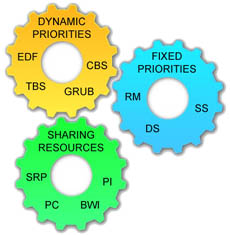 DYNAMIC
PRIORITIES
EDF
CBS
TBS
GRUB
FIXED
PRIORITIES
RM
SS
DS
SHARING
RESOURCES
SRP
PI
PC
BWI